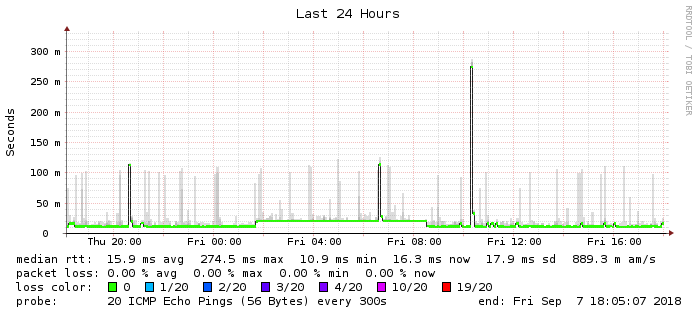 Last 24 Hours
RRDTOOL / TOBI OETIKER
Seconds
300 m
250 m
200 m
150 m
100 m
50 m
0
Thu 20:00 Fri 00:00 Fri 04:00 Fri 08:00 Fri 12:00 Fri 16:00
median rtt: 15.9 ms avg 274.5 ms max 10.9 ms min 16.3 ms now 17.9 ms sd 889.3 m am/s
packet loss: 0.00 % avg 0.00 % max 0.00 % min 0.00 % now
loss color: 0 1/20 2/20 3/20 4/20 10/20 19/20
probe: 20 ICMP Echo Pings (56 Bytes) every 300s end: Fri Sep 7 18:05:07 2018